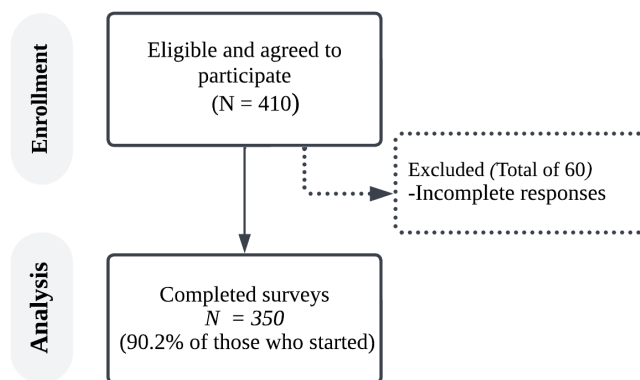 Enrollment
Eligible and agreed to
participate
(N = 410)
Excluded (Total of 60)
-Incomplete responses
Analysis
Completed surveys
N = 350
(90.2% of those who started)